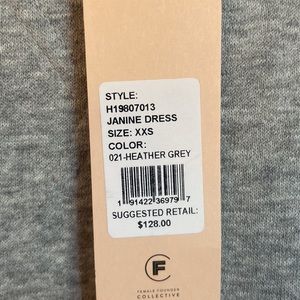 STYLE:
H19807013
JANINE DRESS
SIZE: XXS
COLOR:
021-HEATHER GREY
1 91422 36979 7
SUGGESTED RETAIL:
$128.00
F
FEMALE FOUNDER
COLLECTIVE